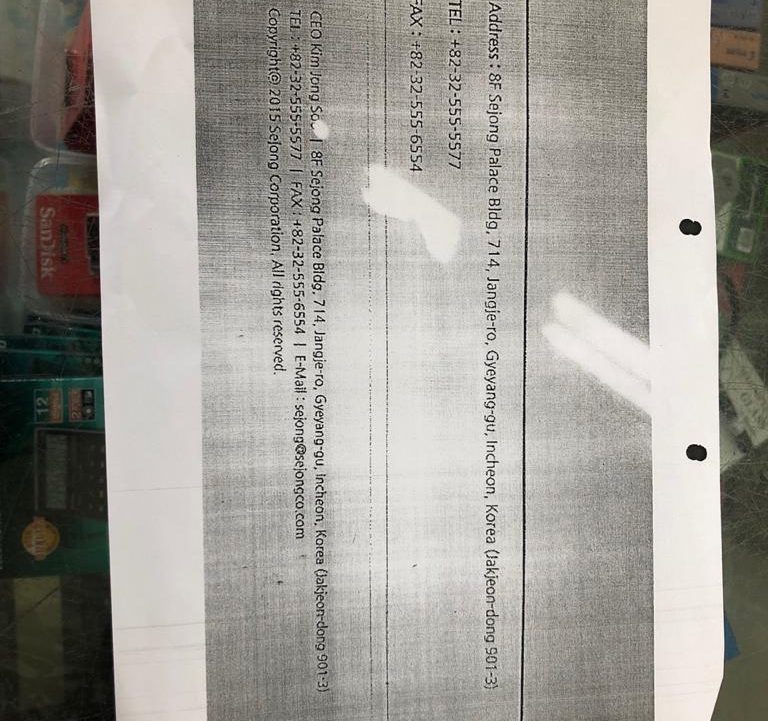 Address : 8F Sejong Palace Bldg, 714, Jangje-ro, Gyeyang-gu, Incheon, Korea (Jakjeon-dong 901-3)
TEL : +82-32-555-5577
FAX : +82-32-555-6554
CEO Kim Jong | 8F Sejong Palace Bldg, 714, Jangje-ro, Gyeyang-gu, Incheon, Korea (Jakjeon-dong 901-3)
TEL : +82-32-555-5577 | FAX : +82-32-555-6554 | E-Mail : sejong@sejongco.com
Copyright© 2015 Sejong Corporation. All rights reserved.
SanDisk
12